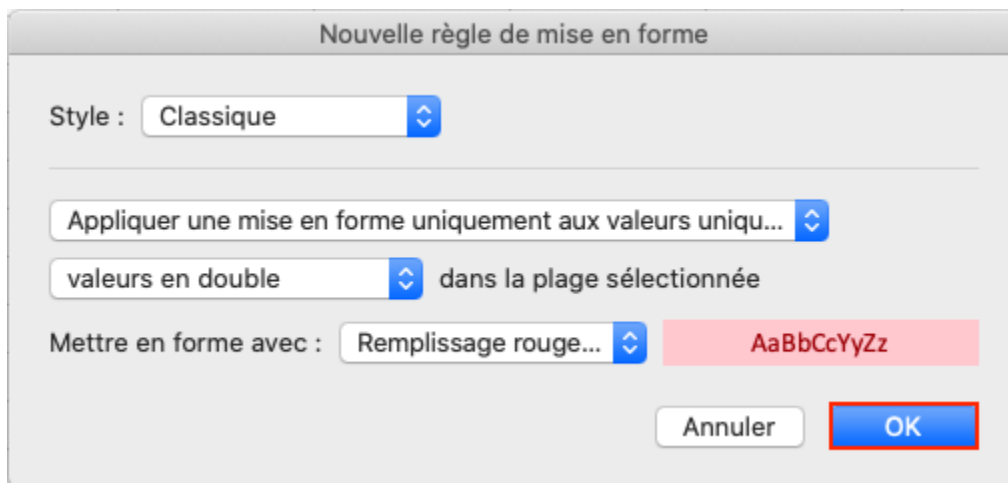 Nouvelle règle de mise en forme
Style : Classique
Appliquer une mise en forme uniquement aux valeurs uniqu...
valeurs en double dans la plage sélectionnée
Mettre en forme avec : Remplissage rouge... AaBbCcYyZz
Annuler OK